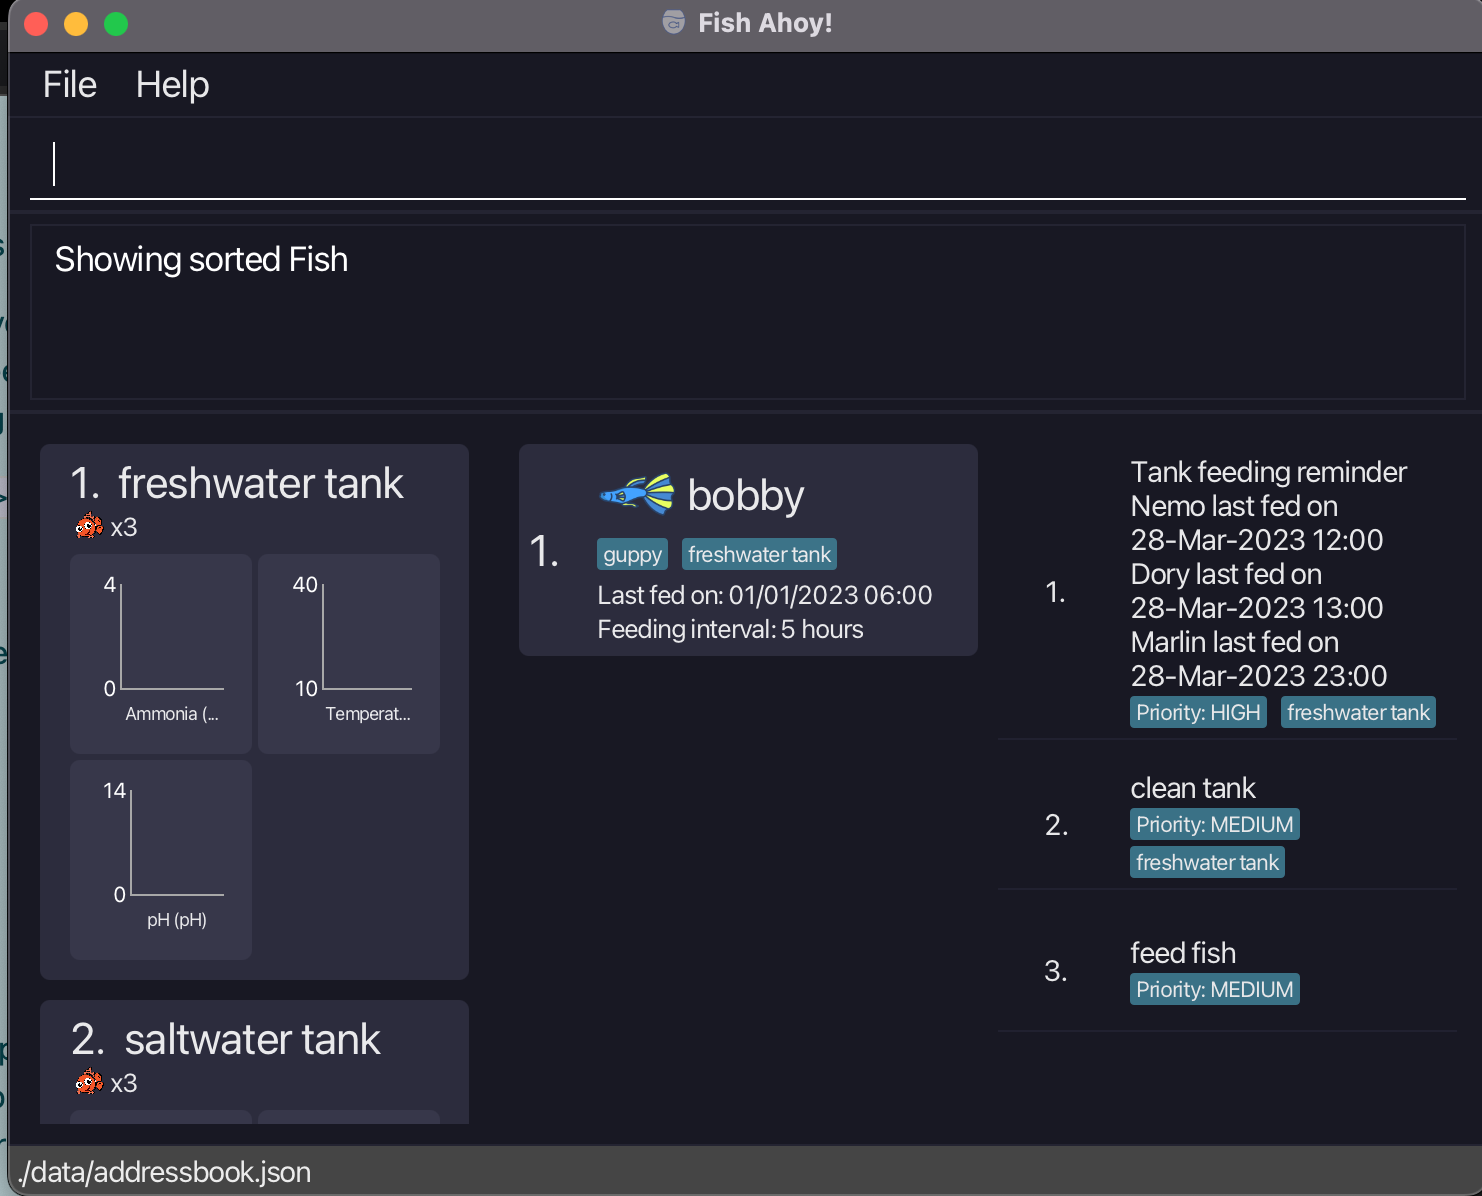 Fish Ahoy!
File Help
Showing sorted Fish
1. freshwater tank
x3
4
0
Ammonia (...
40
10
Temperat...
14
0
pH (pH)
2. saltwater tank
x3
bobby
1.
guppy freshwater tank
Last fed on: 01/01/2023 06:00
Feeding interval: 5 hours
1.
Tank feeding reminder
Nemo last fed on
28-Mar-2023 12:00
Dory last fed on
28-Mar-2023 13:00
Marlin last fed on
28-Mar-2023 23:00
Priority: HIGH freshwater tank
2.
clean tank
Priority: MEDIUM
freshwater tank
3.
feed fish
Priority: MEDIUM
./data/addressbook.json